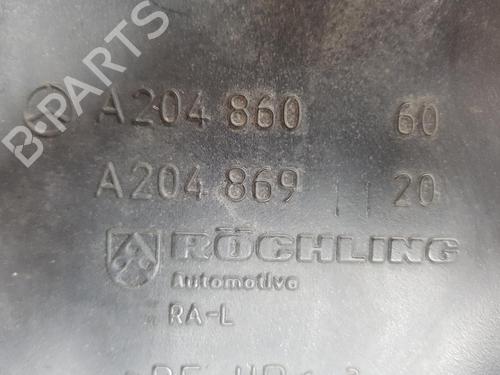 B-PARTS
A204 860 60
A204 869 20
RÖCHLING
Automotive
RA-L